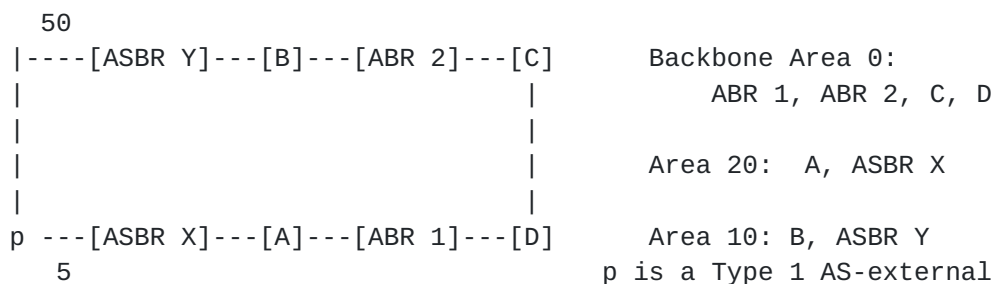 50
|----[ASBR Y]---[B]---[ABR 2]---[C]      Backbone Area 0:
|                                |          ABR 1, ABR 2, C, D
|                                |
|                                |      Area 20:  A, ASBR X
|                                |
p ---[ASBR X]---[A]---[ABR 1]---[D]      Area 10: B, ASBR Y
5                                   p is a Type 1 AS-external